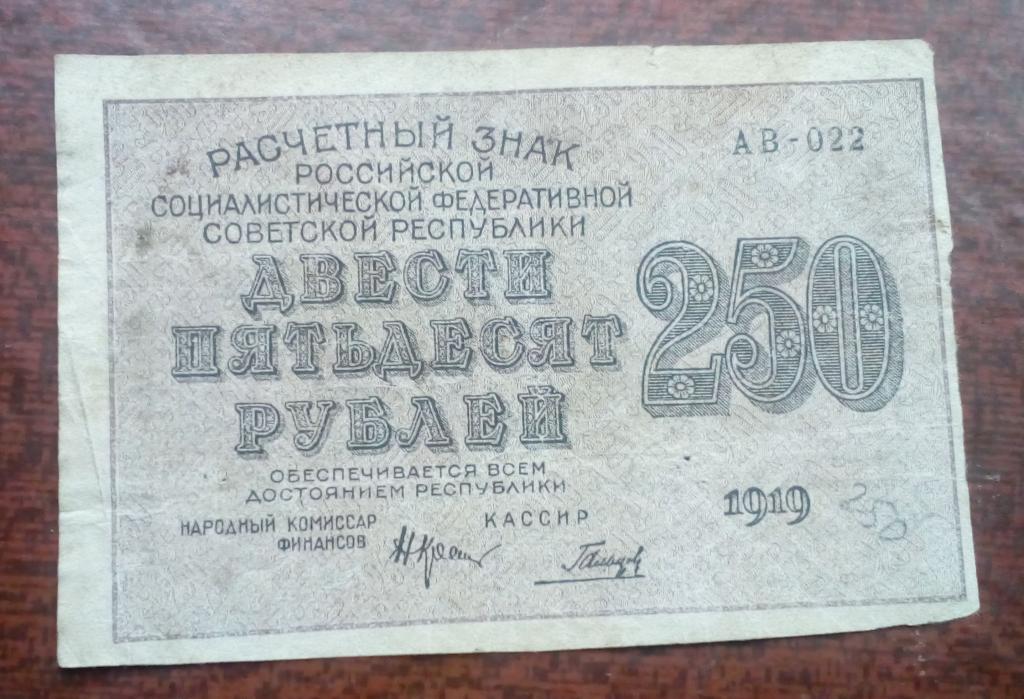 РАСЧЕТНЫЙ ЗНАК
РОССИЙСКОЙ
СОЦИАЛИСТИЧЕСКОЙ ФЕДЕРАТИВНОЙ
СОВЕТСКОЙ РЕСПУБЛИКИ
АВ-022
ДВЕСТИ
ПЯТЬДЕСЯТ
РУБЛЕЙ
250
ОБЕСПЕЧИВАЕТСЯ ВСЕМ
ДОСТОЯНИЕМ РЕСПУБЛИКИ
НАРОДНЫЙ КОМИССАР
ФИНАНСОВ
КАССИР
1919